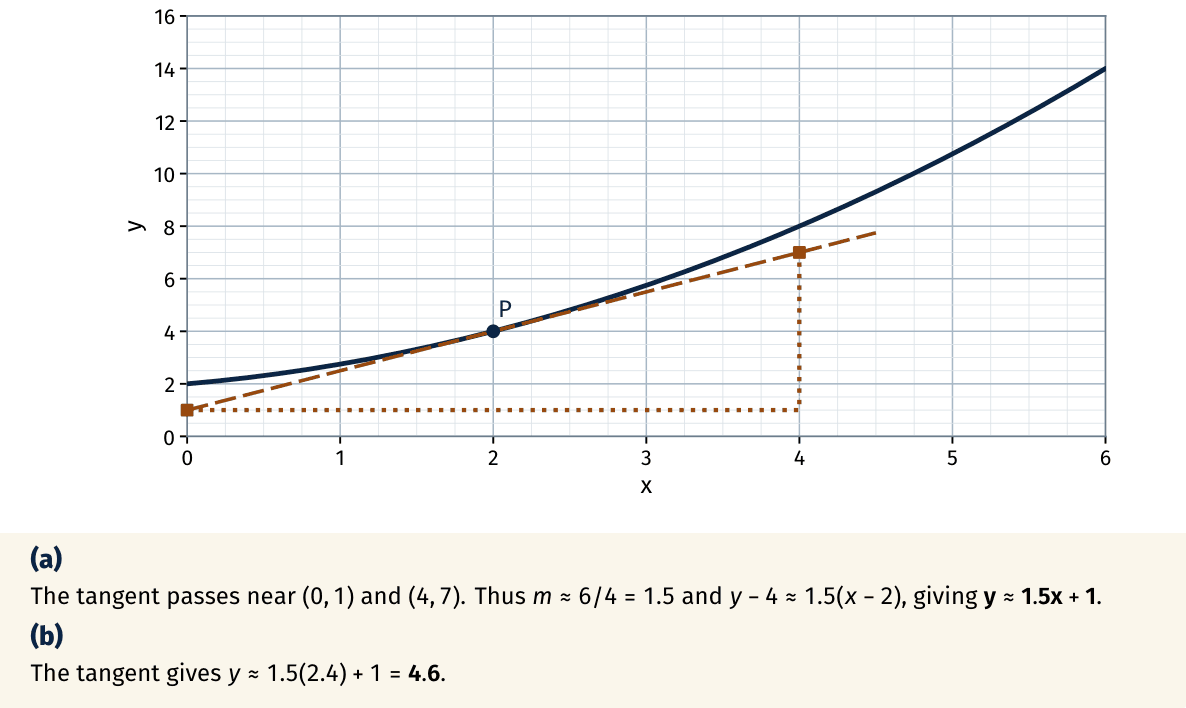 16
14
12
10
8
6
4
2
0
y
P
0 1 2 3 4 5 6
x
(a)
The tangent passes near (0, 1) and (4, 7). Thus m ≈ 6/4 = 1.5 and y − 4 ≈ 1.5(x − 2), giving y ≈ 1.5x + 1.
(b)
The tangent gives y ≈ 1.5(2.4) + 1 = 4.6.